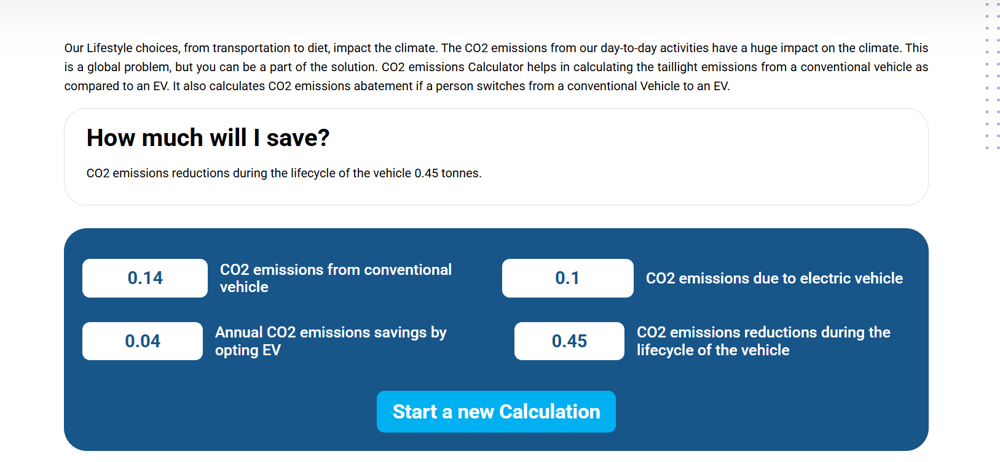 Our Lifestyle choices, from transportation to diet, impact the climate. The CO2 emissions from our day-to-day activities have a huge impact on the climate. This
is a global problem, but you can be a part of the solution. CO2 emissions Calculator helps in calculating the taillight emissions from a conventional vehicle as
compared to an EV. It also calculates CO2 emissions abatement if a person switches from a conventional Vehicle to an EV.
How much will I save?
CO2 emissions reductions during the lifecycle of the vehicle 0.45 tonnes.
0.14 CO2 emissions from conventional
vehicle
0.1 CO2 emissions due to electric vehicle
0.04 Annual CO2 emissions savings by
opting EV
0.45 CO2 emissions reductions during the
lifecycle of the vehicle
Start a new Calculation